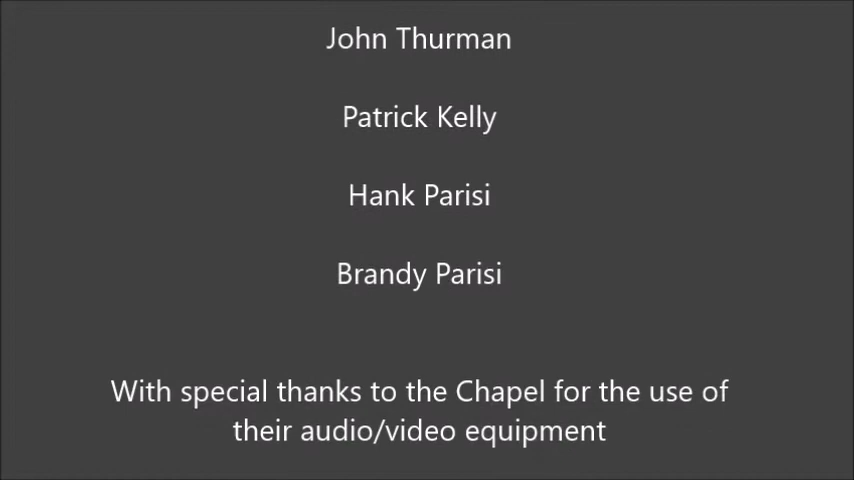 John Thurman
Patrick Kelly
Hank Parisi
Brandy Parisi
With special thanks to the Chapel for the use of
their audio/video equipment